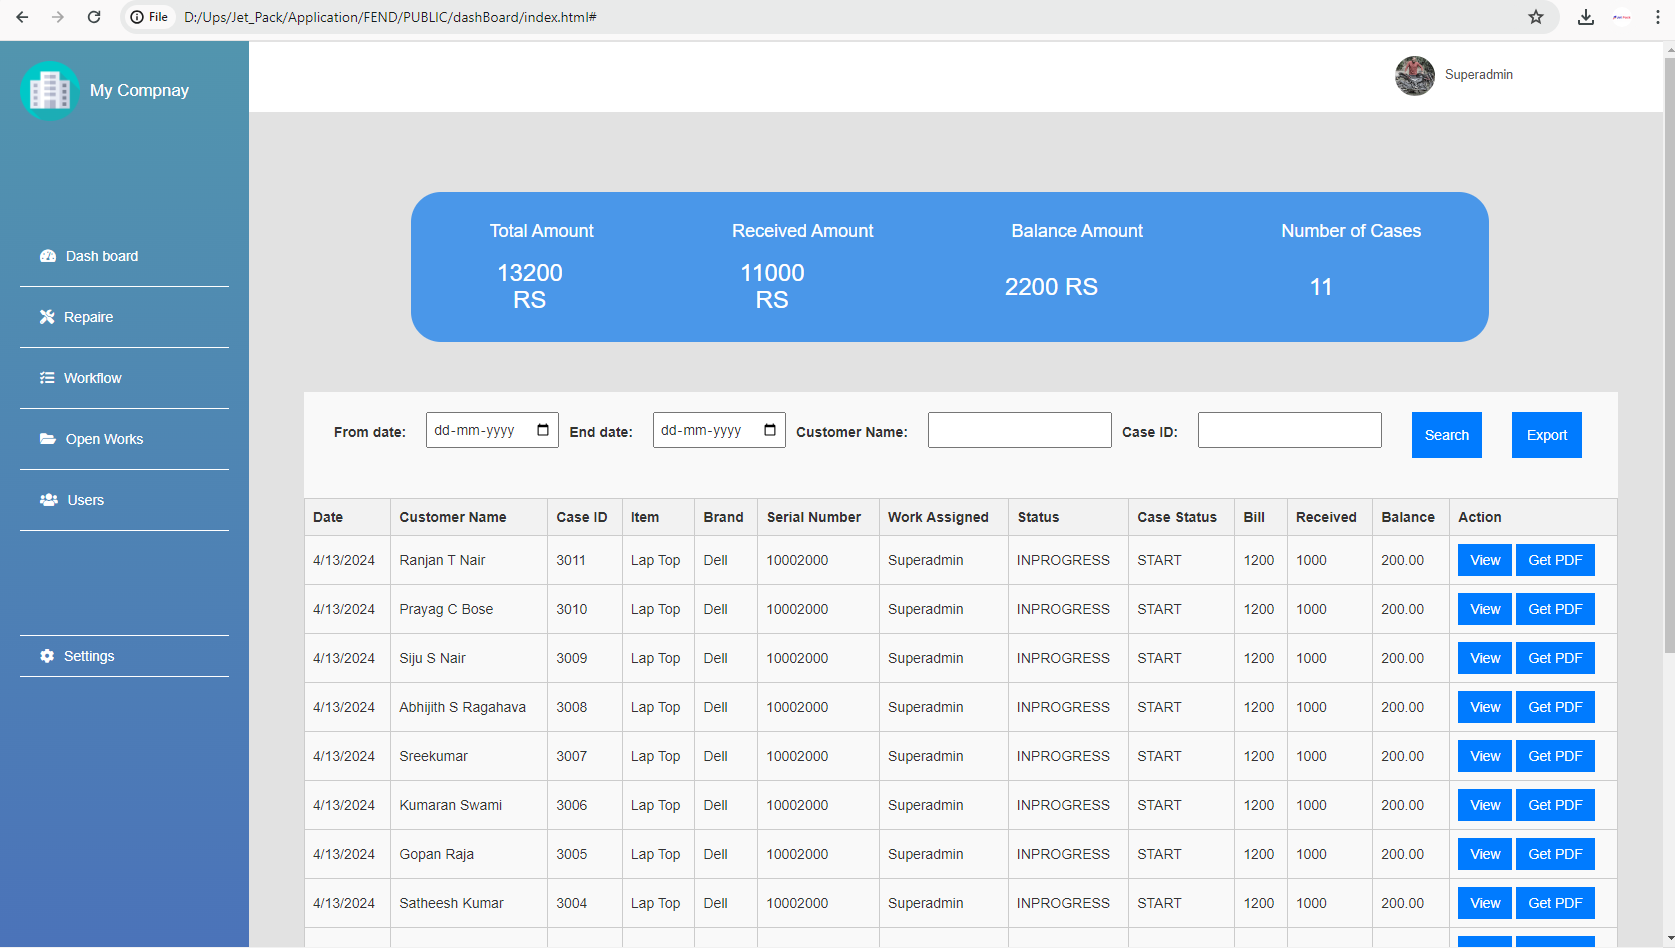 File D:/Ups/Jet_Pack/Application/FEND/PUBLIC/dashBoard/index.html#
My Compnay
Superadmin
Dash board
Repaire
Workflow
Open Works
Users
Settings
Total Amount Received Amount Balance Amount Number of Cases
13200 RS 11000 RS 2200 RS 11
From date: dd-mm-yyyy End date: dd-mm-yyyy Customer Name: Case ID: Search Export
Date Customer Name Case ID Item Brand Serial Number Work Assigned Status Case Status Bill Received Balance Action
4/13/2024 Ranjan T Nair 3011 Lap Top Dell 10002000 Superadmin INPROGRESS START 1200 1000 200.00 View Get PDF
4/13/2024 Prayag C Bose 3010 Lap Top Dell 10002000 Superadmin INPROGRESS START 1200 1000 200.00 View Get PDF
4/13/2024 Siju S Nair 3009 Lap Top Dell 10002000 Superadmin INPROGRESS START 1200 1000 200.00 View Get PDF
4/13/2024 Abhijith S Ragahava 3008 Lap Top Dell 10002000 Superadmin INPROGRESS START 1200 1000 200.00 View Get PDF
4/13/2024 Sreekumar 3007 Lap Top Dell 10002000 Superadmin INPROGRESS START 1200 1000 200.00 View Get PDF
4/13/2024 Kumaran Swami 3006 Lap Top Dell 10002000 Superadmin INPROGRESS START 1200 1000 200.00 View Get PDF
4/13/2024 Gopan Raja 3005 Lap Top Dell 10002000 Superadmin INPROGRESS START 1200 1000 200.00 View Get PDF
4/13/2024 Satheesh Kumar 3004 Lap Top Dell 10002000 Superadmin INPROGRESS START 1200 1000 200.00 View Get PDF